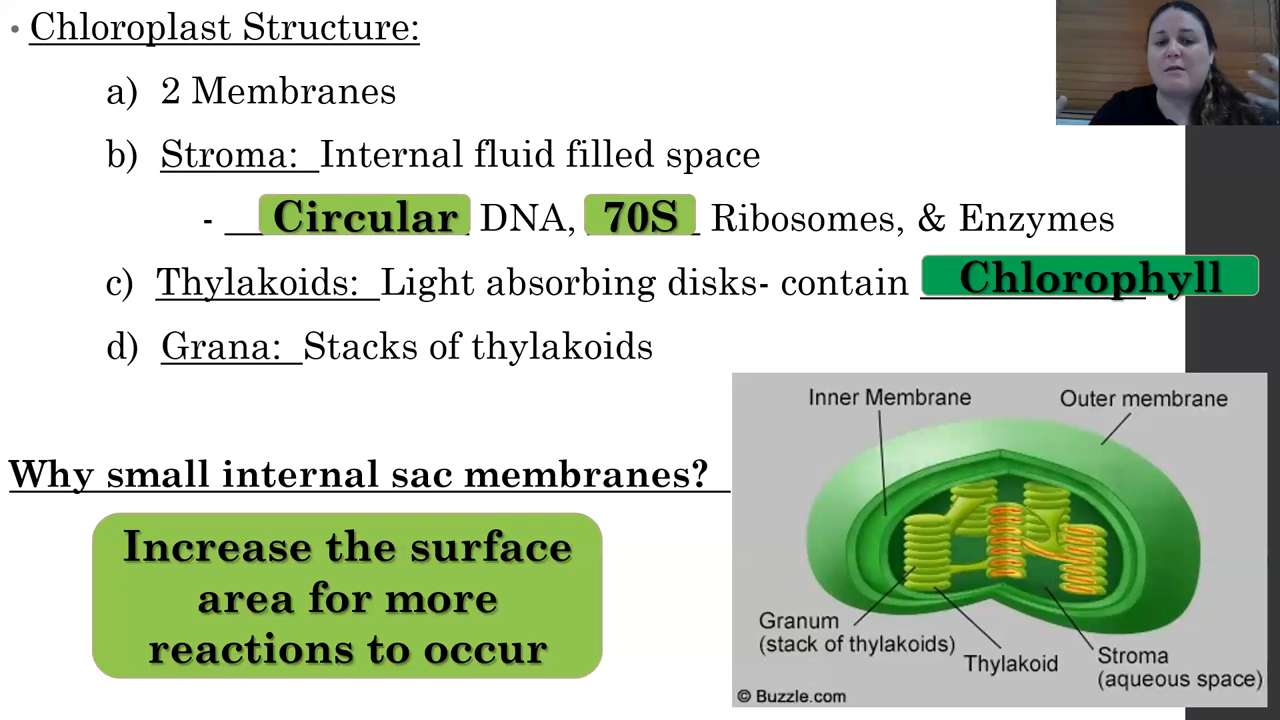 • Chloroplast Structure:
a) 2 Membranes
b) Stroma: Internal fluid filled space
- Circular DNA, 70S Ribosomes, & Enzymes
c) Thylakoids: Light absorbing disks- contain Chlorophyll
d) Grana: Stacks of thylakoids
Why small internal sac membranes?
Increase the surface
area for more
reactions to occur
Inner Membrane
Outer membrane
Granum
(stack of thylakoids)
Thylakoid
Stroma
(aqueous space)
© Buzzle.com